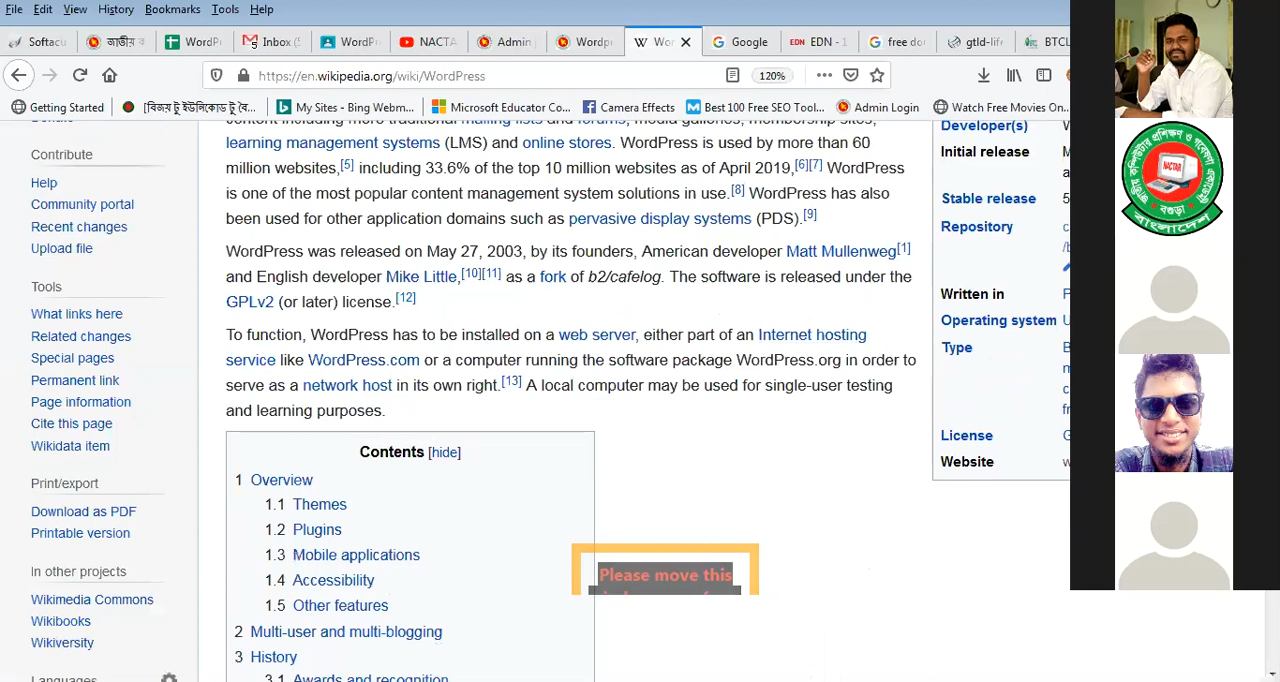 File Edit View History Bookmarks Tools Help
Softacu
জাতীয় ক
WordPr
Inbox (5
WordPr
NACTA
Admin
Wordpr
Wor
Google
EDN EDN - 1
free do
gtld-life
BTCL
https://en.wikipedia.org/wiki/WordPress
120%
Getting Started
[বিজয় টু ইউনিকোড টু বৈ...
My Sites - Bing Webm...
Microsoft Educator Co...
Camera Effects
Best 100 Free SEO Tool...
Admin Login
Watch Free Movies On...
Donate
Contribute
Help
Community portal
Recent changes
Upload file
Tools
What links here
Related changes
Special pages
Permanent link
Page information
Cite this page
Wikidata item
Print/export
Download as PDF
Printable version
In other projects
Wikimedia Commons
Wikibooks
Wikiversity
Languages
content including more traditional mailing lists and forums, media galleries, membership sites,
learning management systems (LMS) and online stores. WordPress is used by more than 60
million websites,[5] including 33.6% of the top 10 million websites as of April 2019,[6][7] WordPress
is one of the most popular content management system solutions in use.[8] WordPress has also
been used for other application domains such as pervasive display systems (PDS).[9]
WordPress was released on May 27, 2003, by its founders, American developer Matt Mullenweg[1]
and English developer Mike Little,[10][11] as a fork of b2/cafelog. The software is released under the
GPLv2 (or later) license.[12]
To function, WordPress has to be installed on a web server, either part of an Internet hosting
service like WordPress.com or a computer running the software package WordPress.org in order to
serve as a network host in its own right.[13] A local computer may be used for single-user testing
and learning purposes.
Contents [hide]
1 Overview
1.1 Themes
1.2 Plugins
1.3 Mobile applications
1.4 Accessibility
1.5 Other features
2 Multi-user and multi-blogging
3 History
3.1 Awards and recognition
Please move this
Developer(s)
Initial release
Stable release 5
Repository
Written in
Operating system
Type
License
Website
NACTAR
বগুড়া
বাংলাদেশ